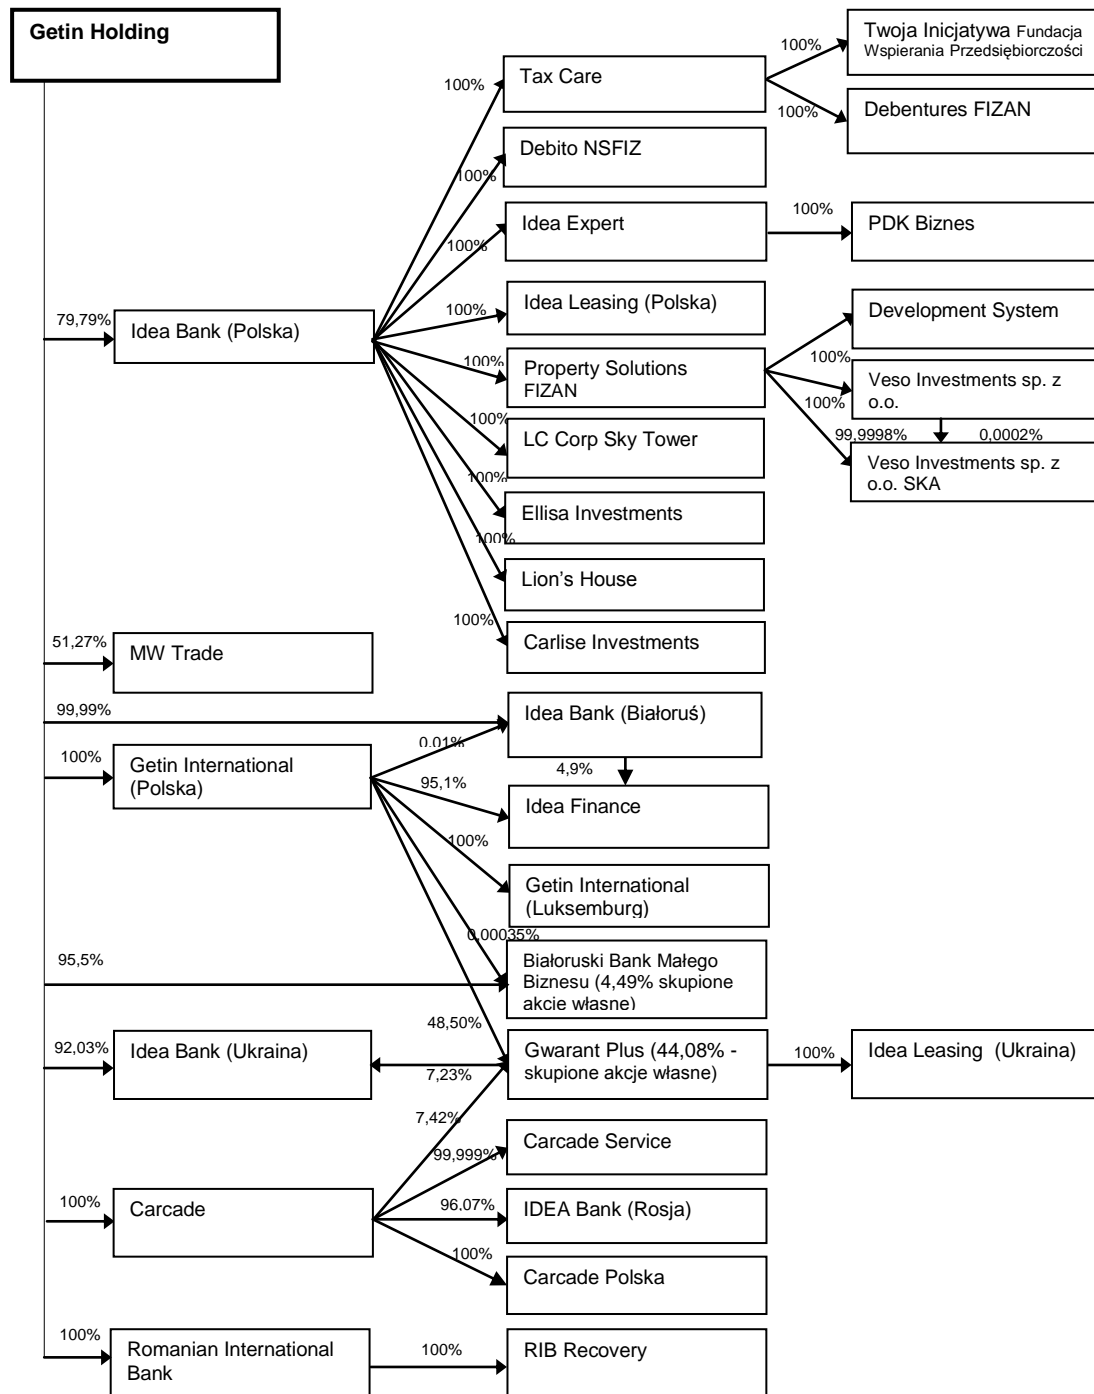 Getin Holding
Twoja Inicjatywa Fundacja
Wspierania Przedsiębiorczości
100%
Tax Care
100%
100%
Debentures FIZAN
Debito NSFIZ
100%
Idea Expert
100%
PDK Biznes
100%
79,79%
Idea Bank (Polska)
100%
Idea Leasing (Polska)
Development System
100%
Property Solutions
FIZAN
100%
Veso Investments sp. z
o.o.
100%
99,9998%
0,0002%
Veso Investments sp. z
o.o. SKA
100%
LC Corp Sky Tower
100%
Ellisa Investments
100%
Lion's House
100%
Carlise Investments
51,27%
MW Trade
99,99%
Idea Bank (Białoruś)
0,01%
100%
Getin International
(Polska)
4,9%
95,1%
Idea Finance
100%
Getin International
(Luksemburg)
0,00035%
95,5%
Białoruski Bank Małego
Biznesu (4,49% skupione
akcie własne)
48,50%
92,03%
Idea Bank (Ukraina)
7,23%
Gwarant Plus (44,08% -
skupione akcje własne)
100%
Idea Leasing (Ukraina)
7,42%
Carcade Service
99,999%
100%
Carcade
96,07%
IDEA Bank (Rosja)
100%
Carcade Polska
100%
Romanian International
Bank
100%
RIB Recovery